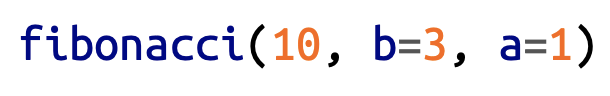 fibonacci(10, b=3, a=1)